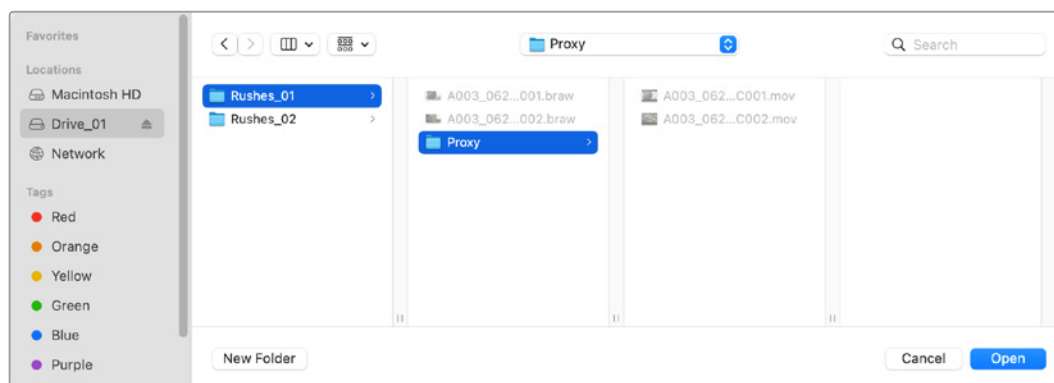 Favorites
Locations
Macintosh HD
Drive_01
Network
Tags
Red
Orange
Yellow
Green
Blue
Purple
Proxy
Search
Rushes_01
Rushes_02
A003_062...001.braw
A003_062...002.braw
Proxy
A003_062...C001.mov
A003_062...C002.mov
New Folder
Cancel
Open